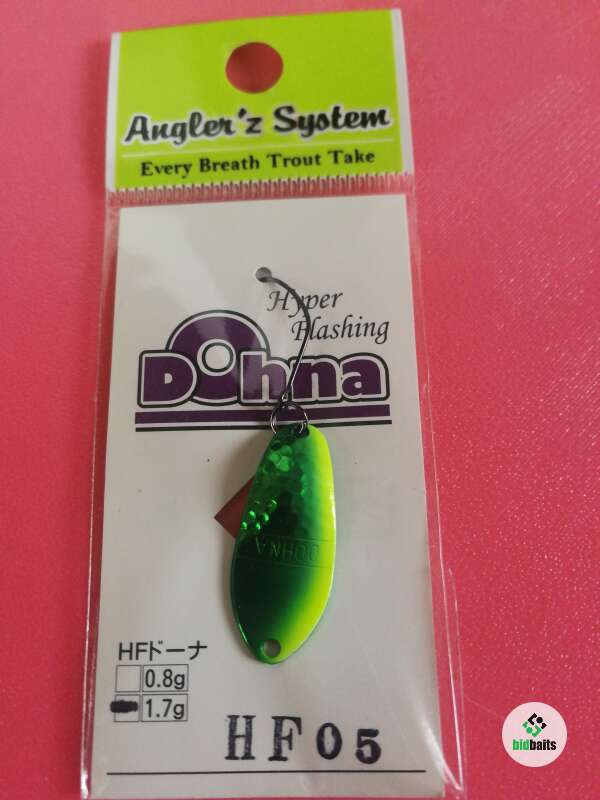 Angler'z System
Every Breath Trout Take
Hyper
Flashing
Dohna
DOHNA
HFドーナ
0.8g
1.7g
HF05
bidbaits